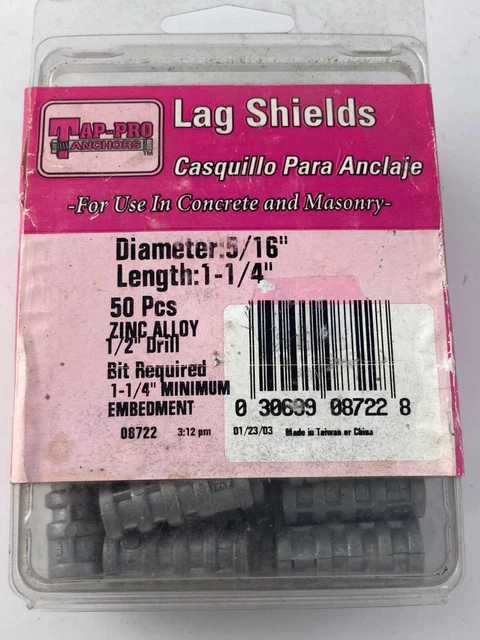 TAP-PRO
ANCHORS
TM
Lag Shields
Casquillo Para Anclaje
-For Use In Concrete and Masonry-
Diameter:5/16"
Length:1-1/4"
50 Pcs
ZINC ALLOY
1/2" Drill
Bit Required
1-1/4" MINIMUM
EMBEDMENT
0 30699 08722 8
08722 3:12 pm 01/23/03 Made in Taiwan or China